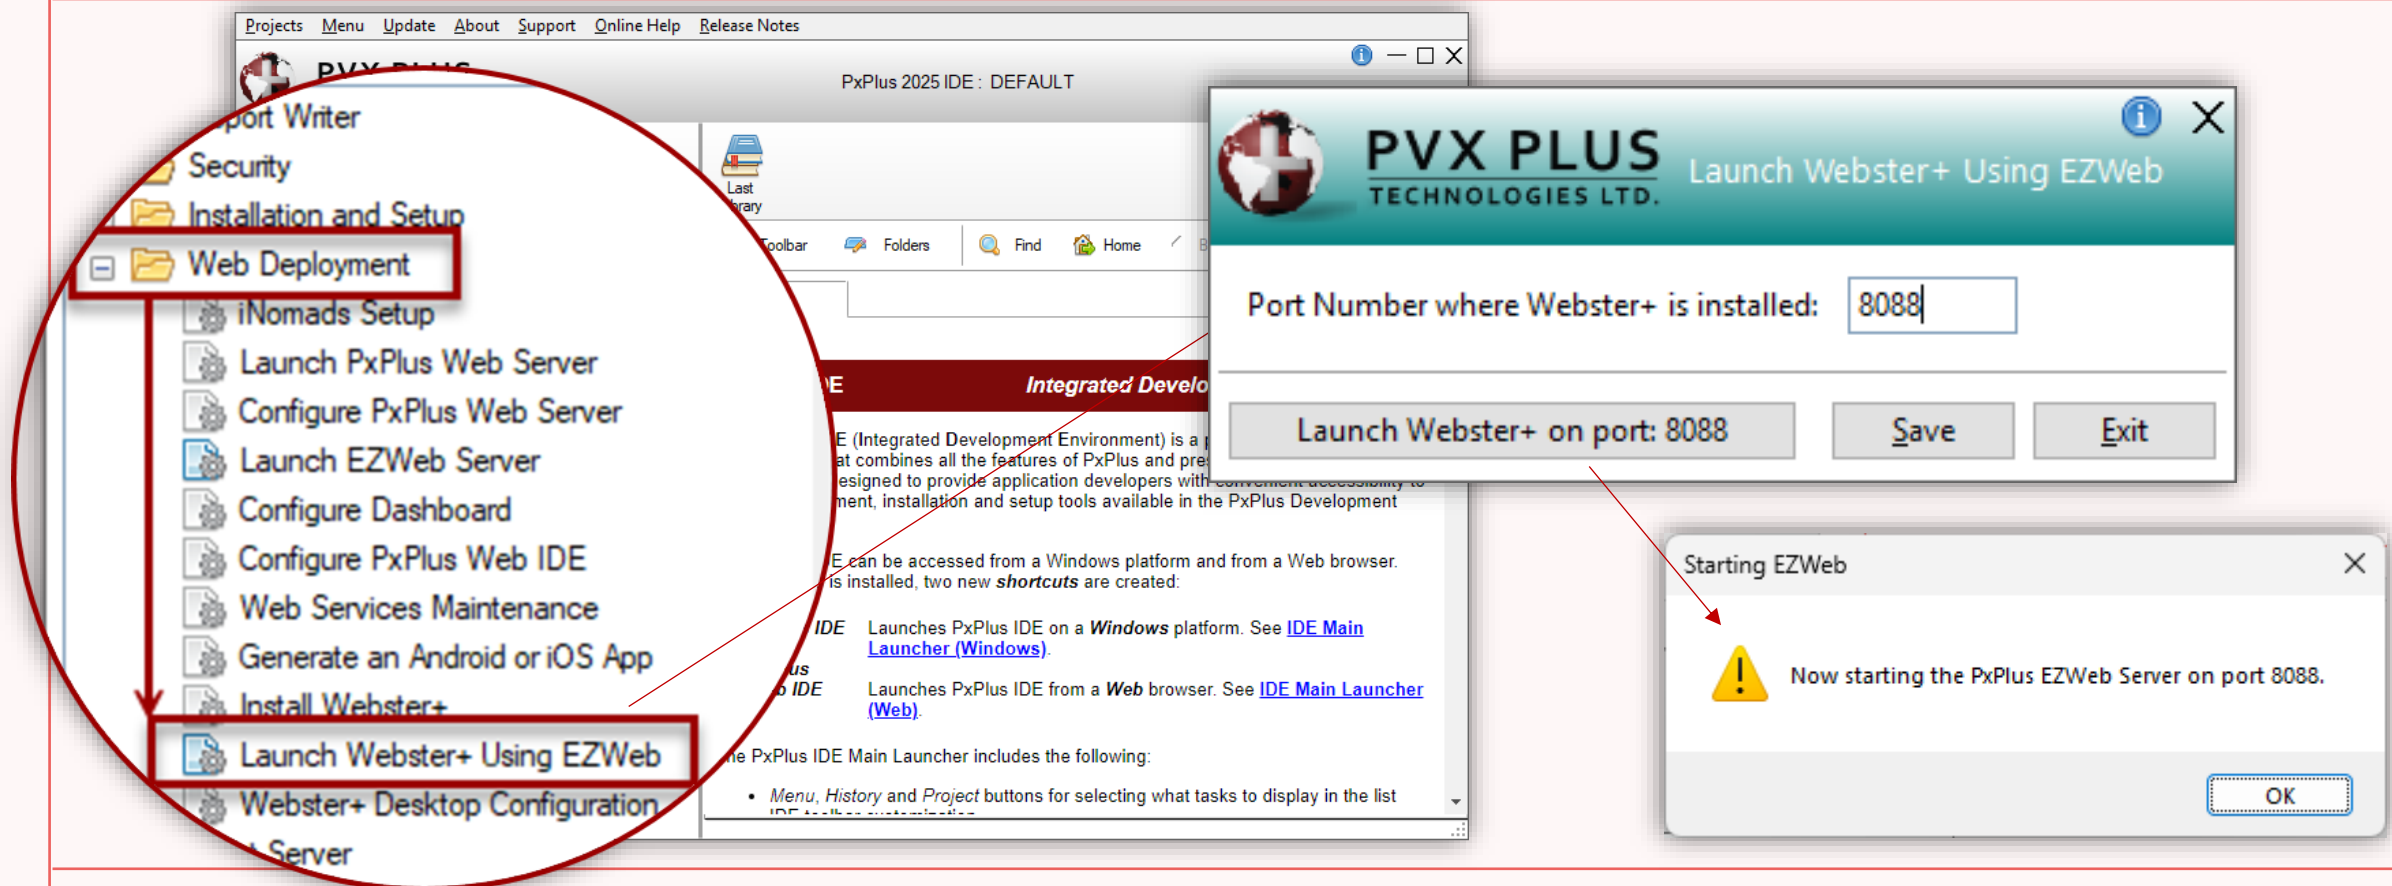 Projects Menu Update About Support Online Help Release Notes
PxPlus 2025 IDE : DEFAULT
Writer
Security
Installation and Setup
Web Deployment
iNomads Setup
Launch PxPlus Web Server
Configure PxPlus Web Server
Launch EZWeb Server
Configure Dashboard
Configure PxPlus Web IDE
Web Services Maintenance
Generate an Android or iOS App
Install Webster+
Launch Webster+ Using EZWeb
Webster+ Desktop Configuration
Server
Last
Toolbar Folders Find Home
Integrated
(Integrated Development Environment) is a
combines all the features of PxPlus and
to provide application developers with convenient accessibility to
installation and setup tools available in the PxPlus Development
can be accessed from a Windows platform and from a Web browser.
is installed, two new shortcuts are created:
IDE Launches PxPlus IDE on a Windows platform. See IDE Main
Launcher (Windows).
IDE Launches PxPlus IDE from a Web browser. See IDE Main Launcher
(Web).
PxPlus IDE Main Launcher includes the following:
• Menu, History and Project buttons for selecting what tasks to display in the list
PVX PLUS
TECHNOLOGIES LTD.
Launch Webster+ Using EZWeb
Port Number where Webster+ is installed: 8088
Launch Webster+ on port: 8088 Save Exit
Starting EZWeb
Now starting the PxPlus EZWeb Server on port 8088.
OK